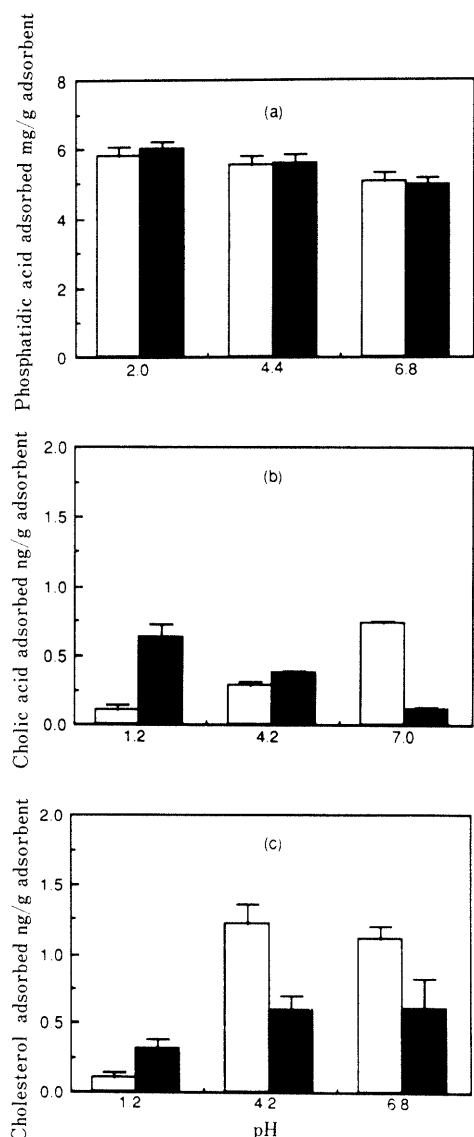 Phosphatidic acid adsorbed mg/g adsorbent
8
6
4
2
0
(a)
2.0 4.4 6.8
Cholic acid adsorbed ng/g adsorbent
2.0
1.5
1.0
0.5
0.0
(b)
1.2 4.2 7.0
Cholesterol adsorbed ng/g adsorbent
2.0
1.5
1.0
0.5
0.0
(c)
1 2 4.2 6 8
pH